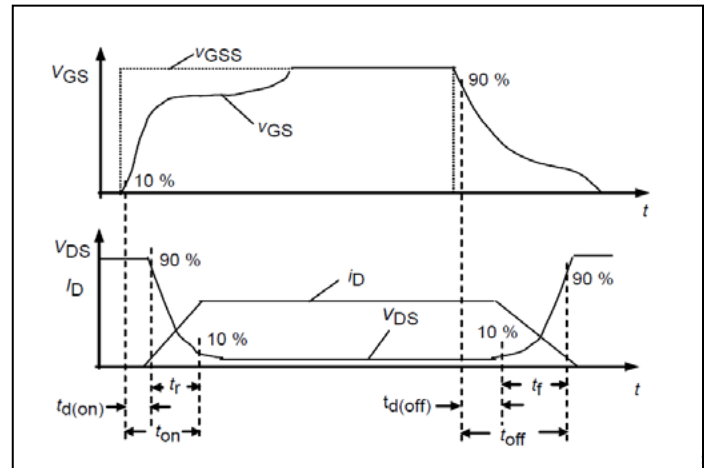 VGSS
VGS
90 %
VGS
10 %
t
VDS
90 %
ID
iD
90 %
VDS
10 %
10 %
tr
tf
td(on)
td(off)
t
ton
toff